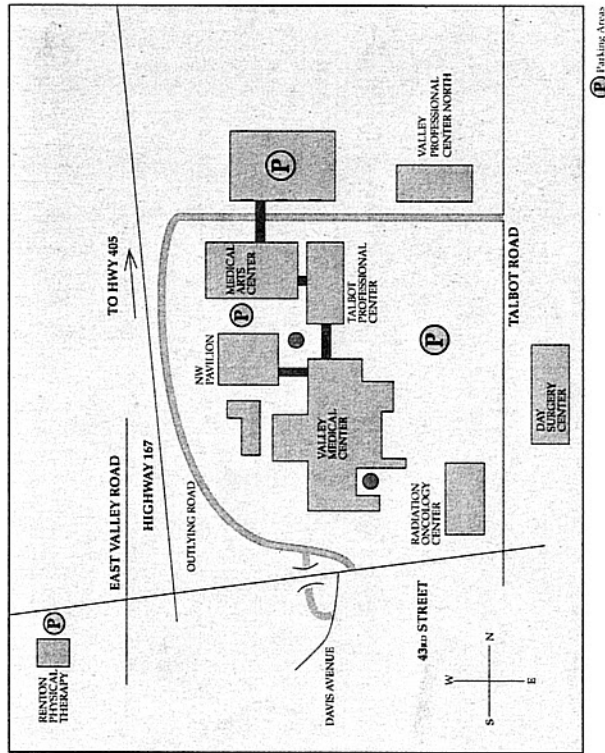 RENTON
PHYSICAL
THERAPY
P
EAST VALLEY ROAD
HIGHWAY 167
TO HWY 405
OUTLYING ROAD
DAVIS AVENUE
43RD STREET
NW
PAVILION
P
MEDICAL
ARTS
CENTER
P
VALLEY
MEDICAL
CENTER
TALBOT
PROFESSIONAL
CENTER
P
VALLEY
PROFESSIONAL
CENTER NORTH
RADIATION
ONCOLOGY
CENTER
TALBOT ROAD
DAY
SURGERY
CENTER
W
S
N
E
P Parking Areas